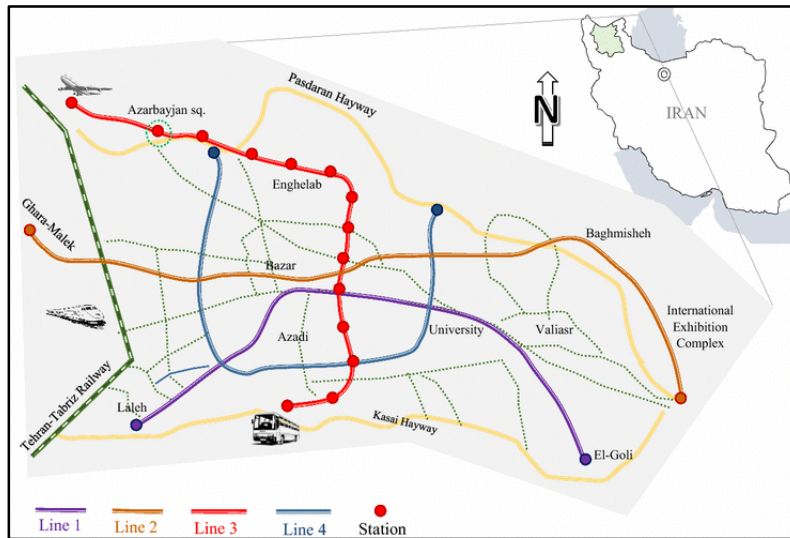 Pasdaran Hayway
N
IRAN
Azarbayjan sq.
Enghelab
Ghara-Malek
Baghmisheh
Bazar
International
Exhibition
Complex
Azadi
University
Valiasr
Tehran-Tabriz Railway
Laleh
Kasai Hayway
El-Goli
Line 1
Line 2
Line 3
Line 4
Station